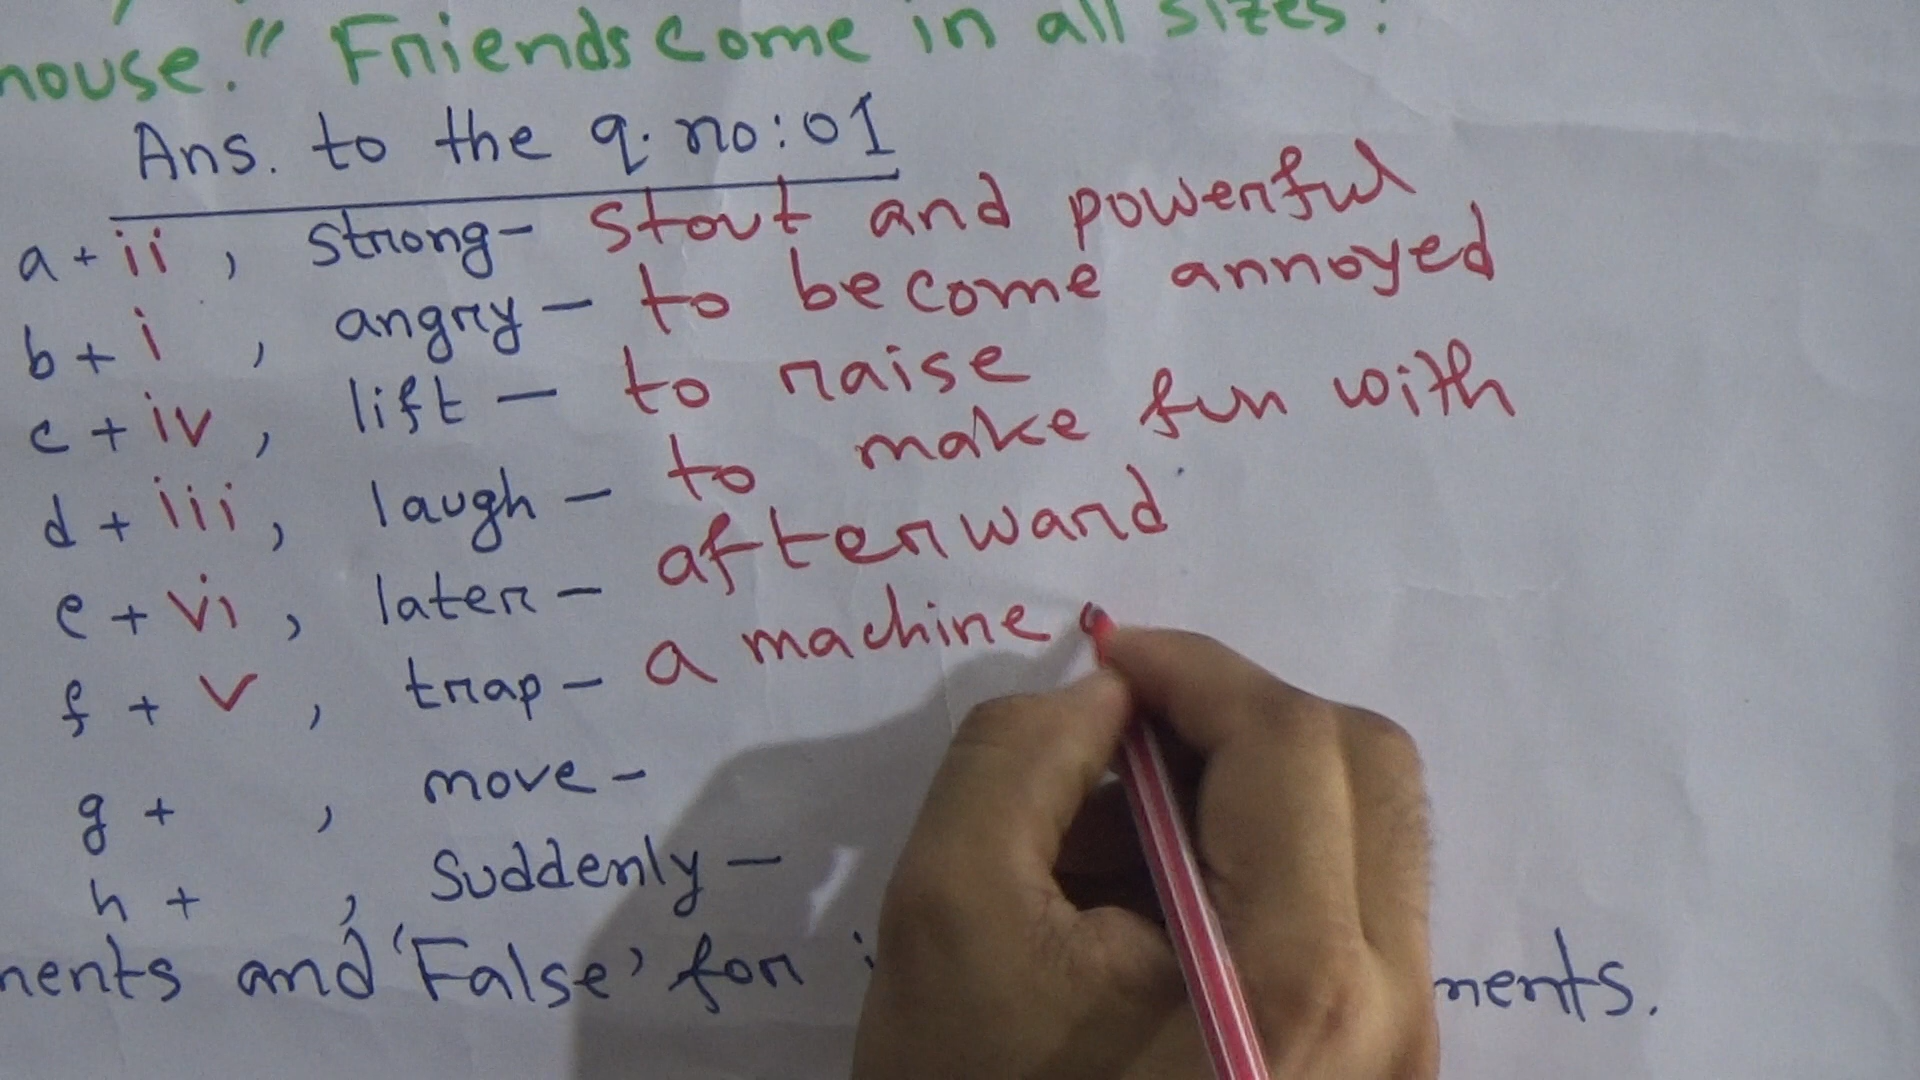 house." Friends come in all sizes!
Ans. to the q. no: 01
a + ii, strong - stout and powerful
b + i, angry - to become annoyed
c + iv, lift - to raise
d + iii, laugh - to make fun with
e + vi, later - afterward
f + v, trap - a machine
g + , move -
h + , suddenly -
ments and 'False' for ments.